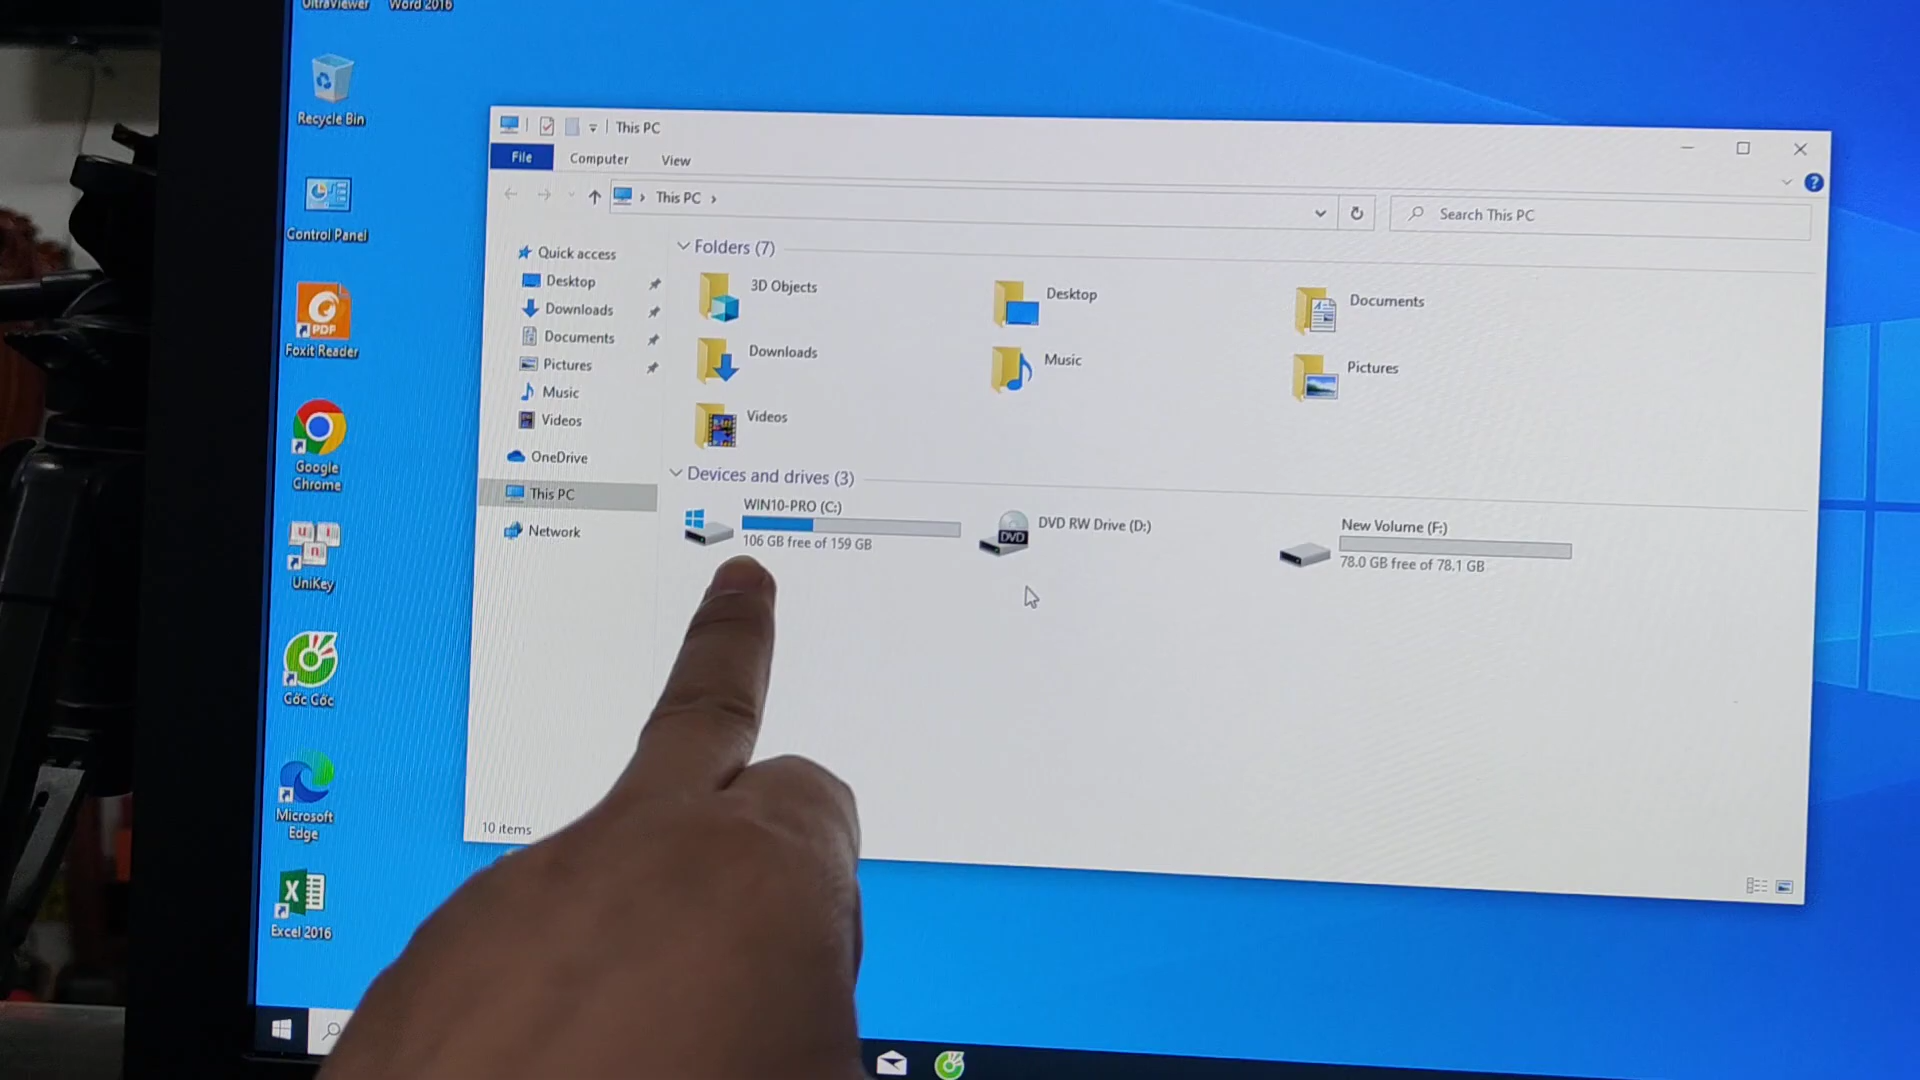 UltraViewer
Word 2016
Recycle Bin
Control Panel
PDF
Foxit Reader
Google
Chrome
u i
n
UniKey
Cốc Cốc
Microsoft
Edge
X
Excel 2016
This PC
File
Computer
View
?
This PC
Search This PC
Quick access
Desktop
Downloads
Documents
Pictures
Music
Videos
OneDrive
This PC
Network
Folders (7)
3D Objects
Desktop
Documents
Downloads
Music
Pictures
Videos
Devices and drives (3)
WIN10-PRO (C:)
106 GB free of 159 GB
DVD
DVD RW Drive (D:)
New Volume (F:)
78.0 GB free of 78.1 GB
10 items